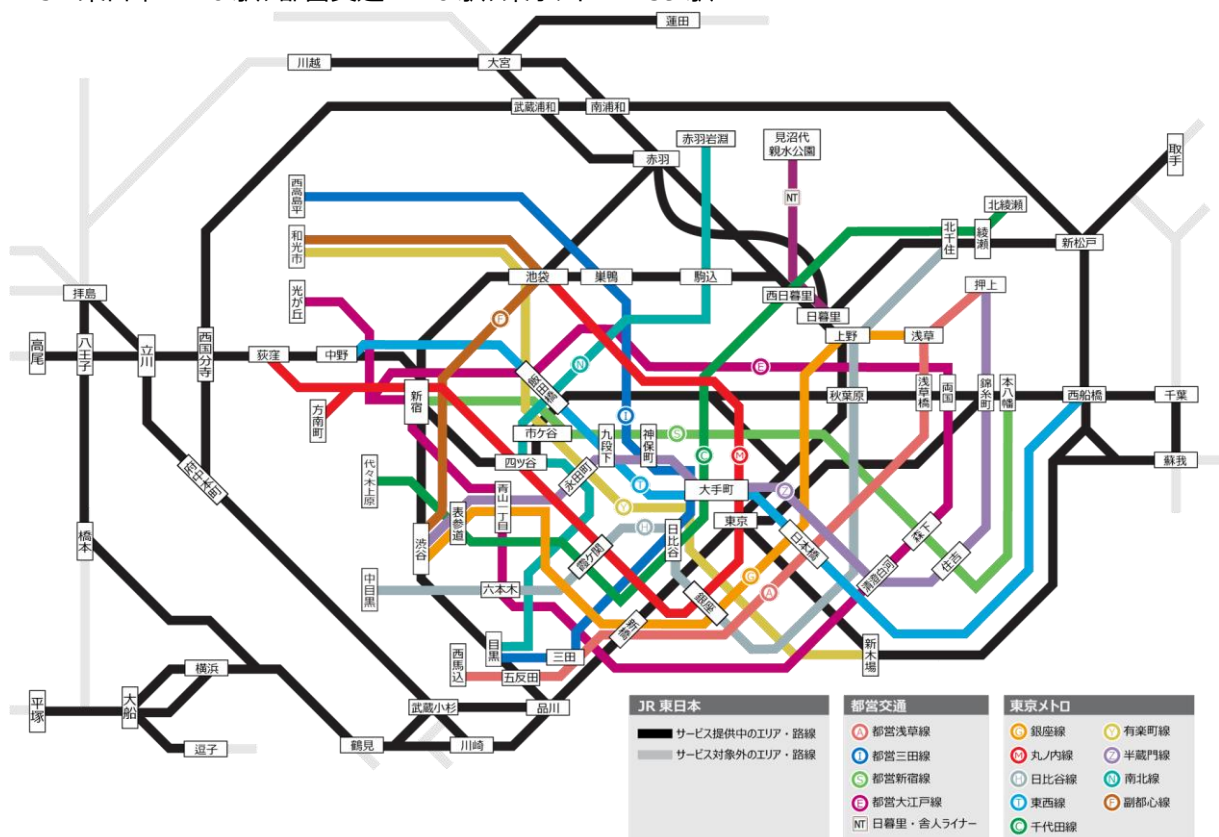 蓮田
川越
大宮
武蔵浦和
南浦和
赤羽岩淵
見沼代
親水公園
赤羽
取手
西高島平
NT
北綾瀬
和光市
北千住
綾瀬
新松戸
池袋
巣鴨
駒込
光が丘
拝島
西日暮里
押上
日暮里
F
高尾
八王子
立川
西国分寺
荻窪
中野
上野
浅草
N
E
飯田橋
新宿
浅草橋
両国
錦糸町
本八幡
秋葉原
西船橋
千葉
方南町
I
市ケ谷
九段下
神保町
S
四ツ谷
C
M
蘇我
府中本町
代々木上原
永田町
T
大手町
Z
青山一丁目
表参道
Y
東京
橋本
渋谷
H
日比谷
日本橋
森下
霞ケ関
住吉
清澄白河
中目黒
六本木
G
A
銀座
新橋
目黒
三田
新木場
西馬込
五反田
横浜
平塚
大船
武蔵小杉
品川
逗子
鶴見
川崎
JR 東日本
サービス提供中のエリア・路線
サービス対象外のエリア・路線
都営交通
A 都営浅草線
I 都営三田線
S 都営新宿線
E 都営大江戸線
NT 日暮里・舎人ライナー
東京メトロ
G 銀座線
M 丸ノ内線
H 日比谷線
T 東西線
C 千代田線
Y 有楽町線
Z 半蔵門線
N 南北線
F 副都心線